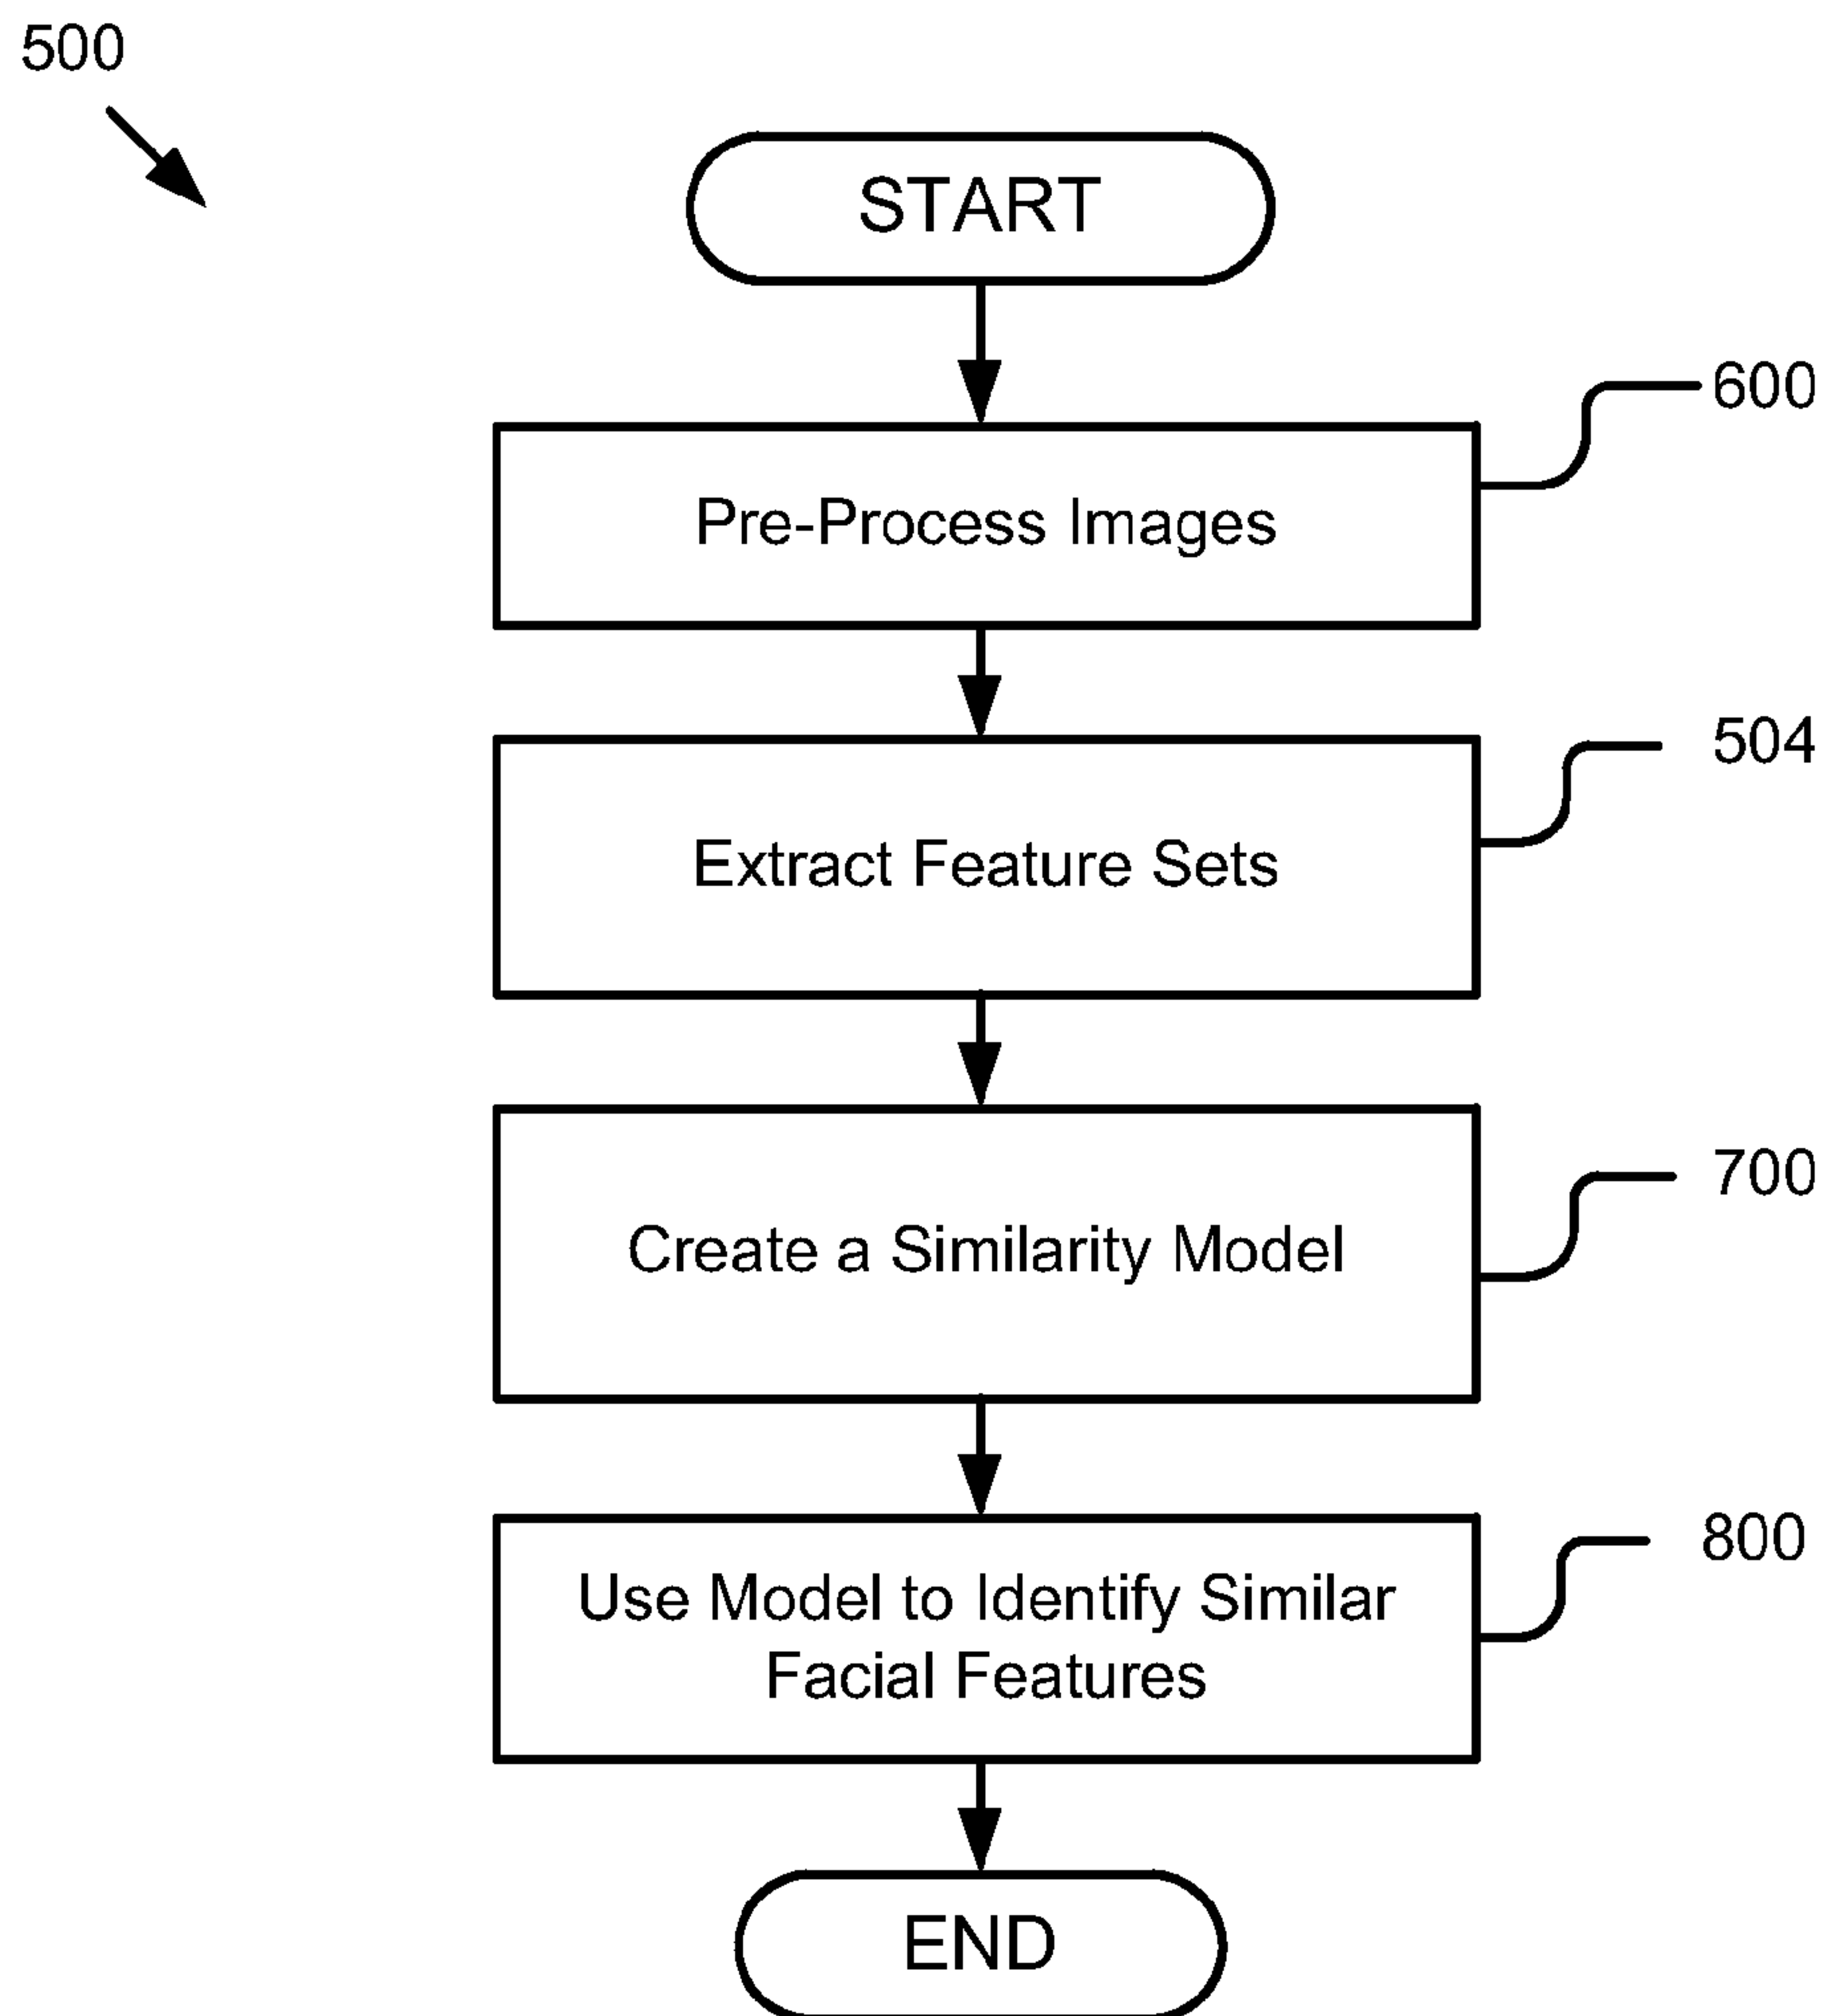 500
START
600
Pre-Process Images
504
Extract Feature Sets
700
Create a Similarity Model
800
Use Model to Identify Similar
Facial Features
END